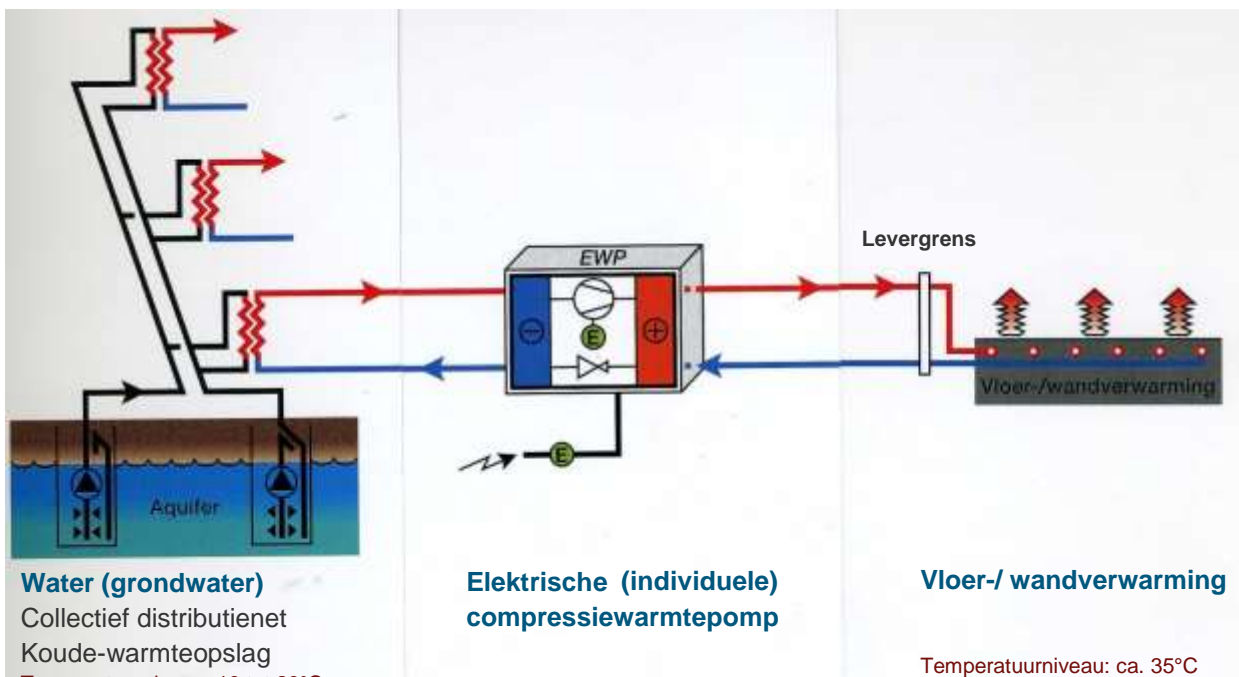 Levergrens
EWP
E
E
Vloer-/wandverwarming
Aquifer
Water (grondwater)
Collectief distributienet
Koude-warmteopslag
Elektrische (individuele)
compressiewarmtepomp
Vloer-/ wandverwarming
Temperatuurniveau: ca. 35°C